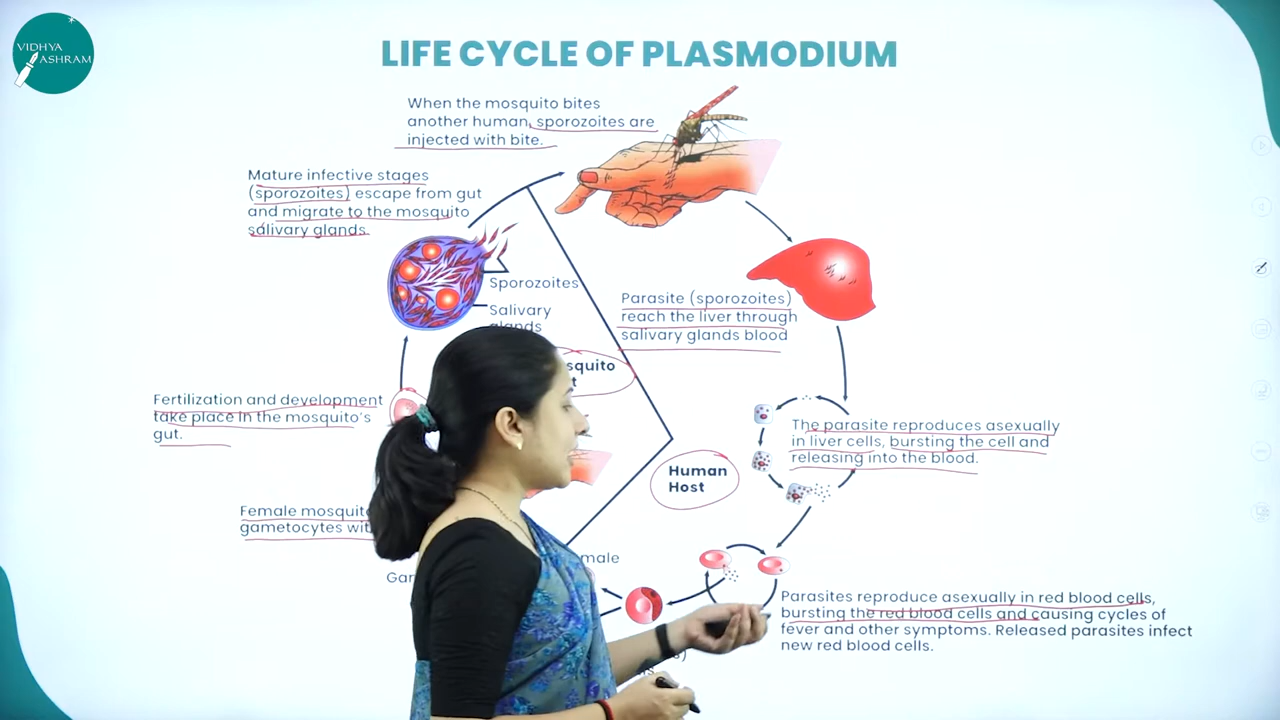 VIDHYA
ASHRAM
LIFE CYCLE OF PLASMODIUM
When the mosquito bites
another human, sporozoites are
injected with bite.
Mature infective stages
(sporozoites) escape from gut
and migrate to the mosquito
salivary glands.
Sporozoites
Salivary
glands
Parasite (sporozoites)
reach the liver through
salivary glands blood
Fertilization and development
take place in the mosquito's
gut.
The parasite reproduces asexually
in liver cells, bursting the cell and
releasing into the blood.
Human
Host
Female mosquito
gametocytes
Parasites reproduce asexually in red blood cells,
bursting the red blood cells and causing cycles of
fever and other symptoms. Released parasites infect
new red blood cells.